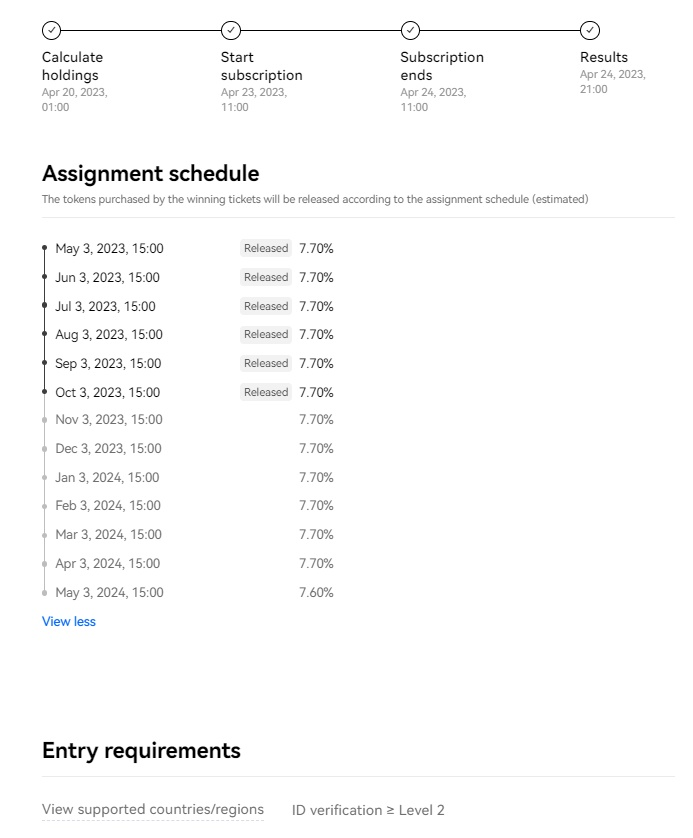 Calculate holdings
Apr 20, 2023, 01:00
Start subscription
Apr 23, 2023, 11:00
Subscription ends
Apr 24, 2023, 11:00
Results
Apr 24, 2023, 21:00
Assignment schedule
The tokens purchased by the winning tickets will be released according to the assignment schedule (estimated)
May 3, 2023, 15:00 Released 7.70%
Jun 3, 2023, 15:00 Released 7.70%
Jul 3, 2023, 15:00 Released 7.70%
Aug 3, 2023, 15:00 Released 7.70%
Sep 3, 2023, 15:00 Released 7.70%
Oct 3, 2023, 15:00 Released 7.70%
Nov 3, 2023, 15:00 7.70%
Dec 3, 2023, 15:00 7.70%
Jan 3, 2024, 15:00 7.70%
Feb 3, 2024, 15:00 7.70%
Mar 3, 2024, 15:00 7.70%
Apr 3, 2024, 15:00 7.70%
May 3, 2024, 15:00 7.60%
View less
Entry requirements
View supported countries/regions ID verification ≥ Level 2